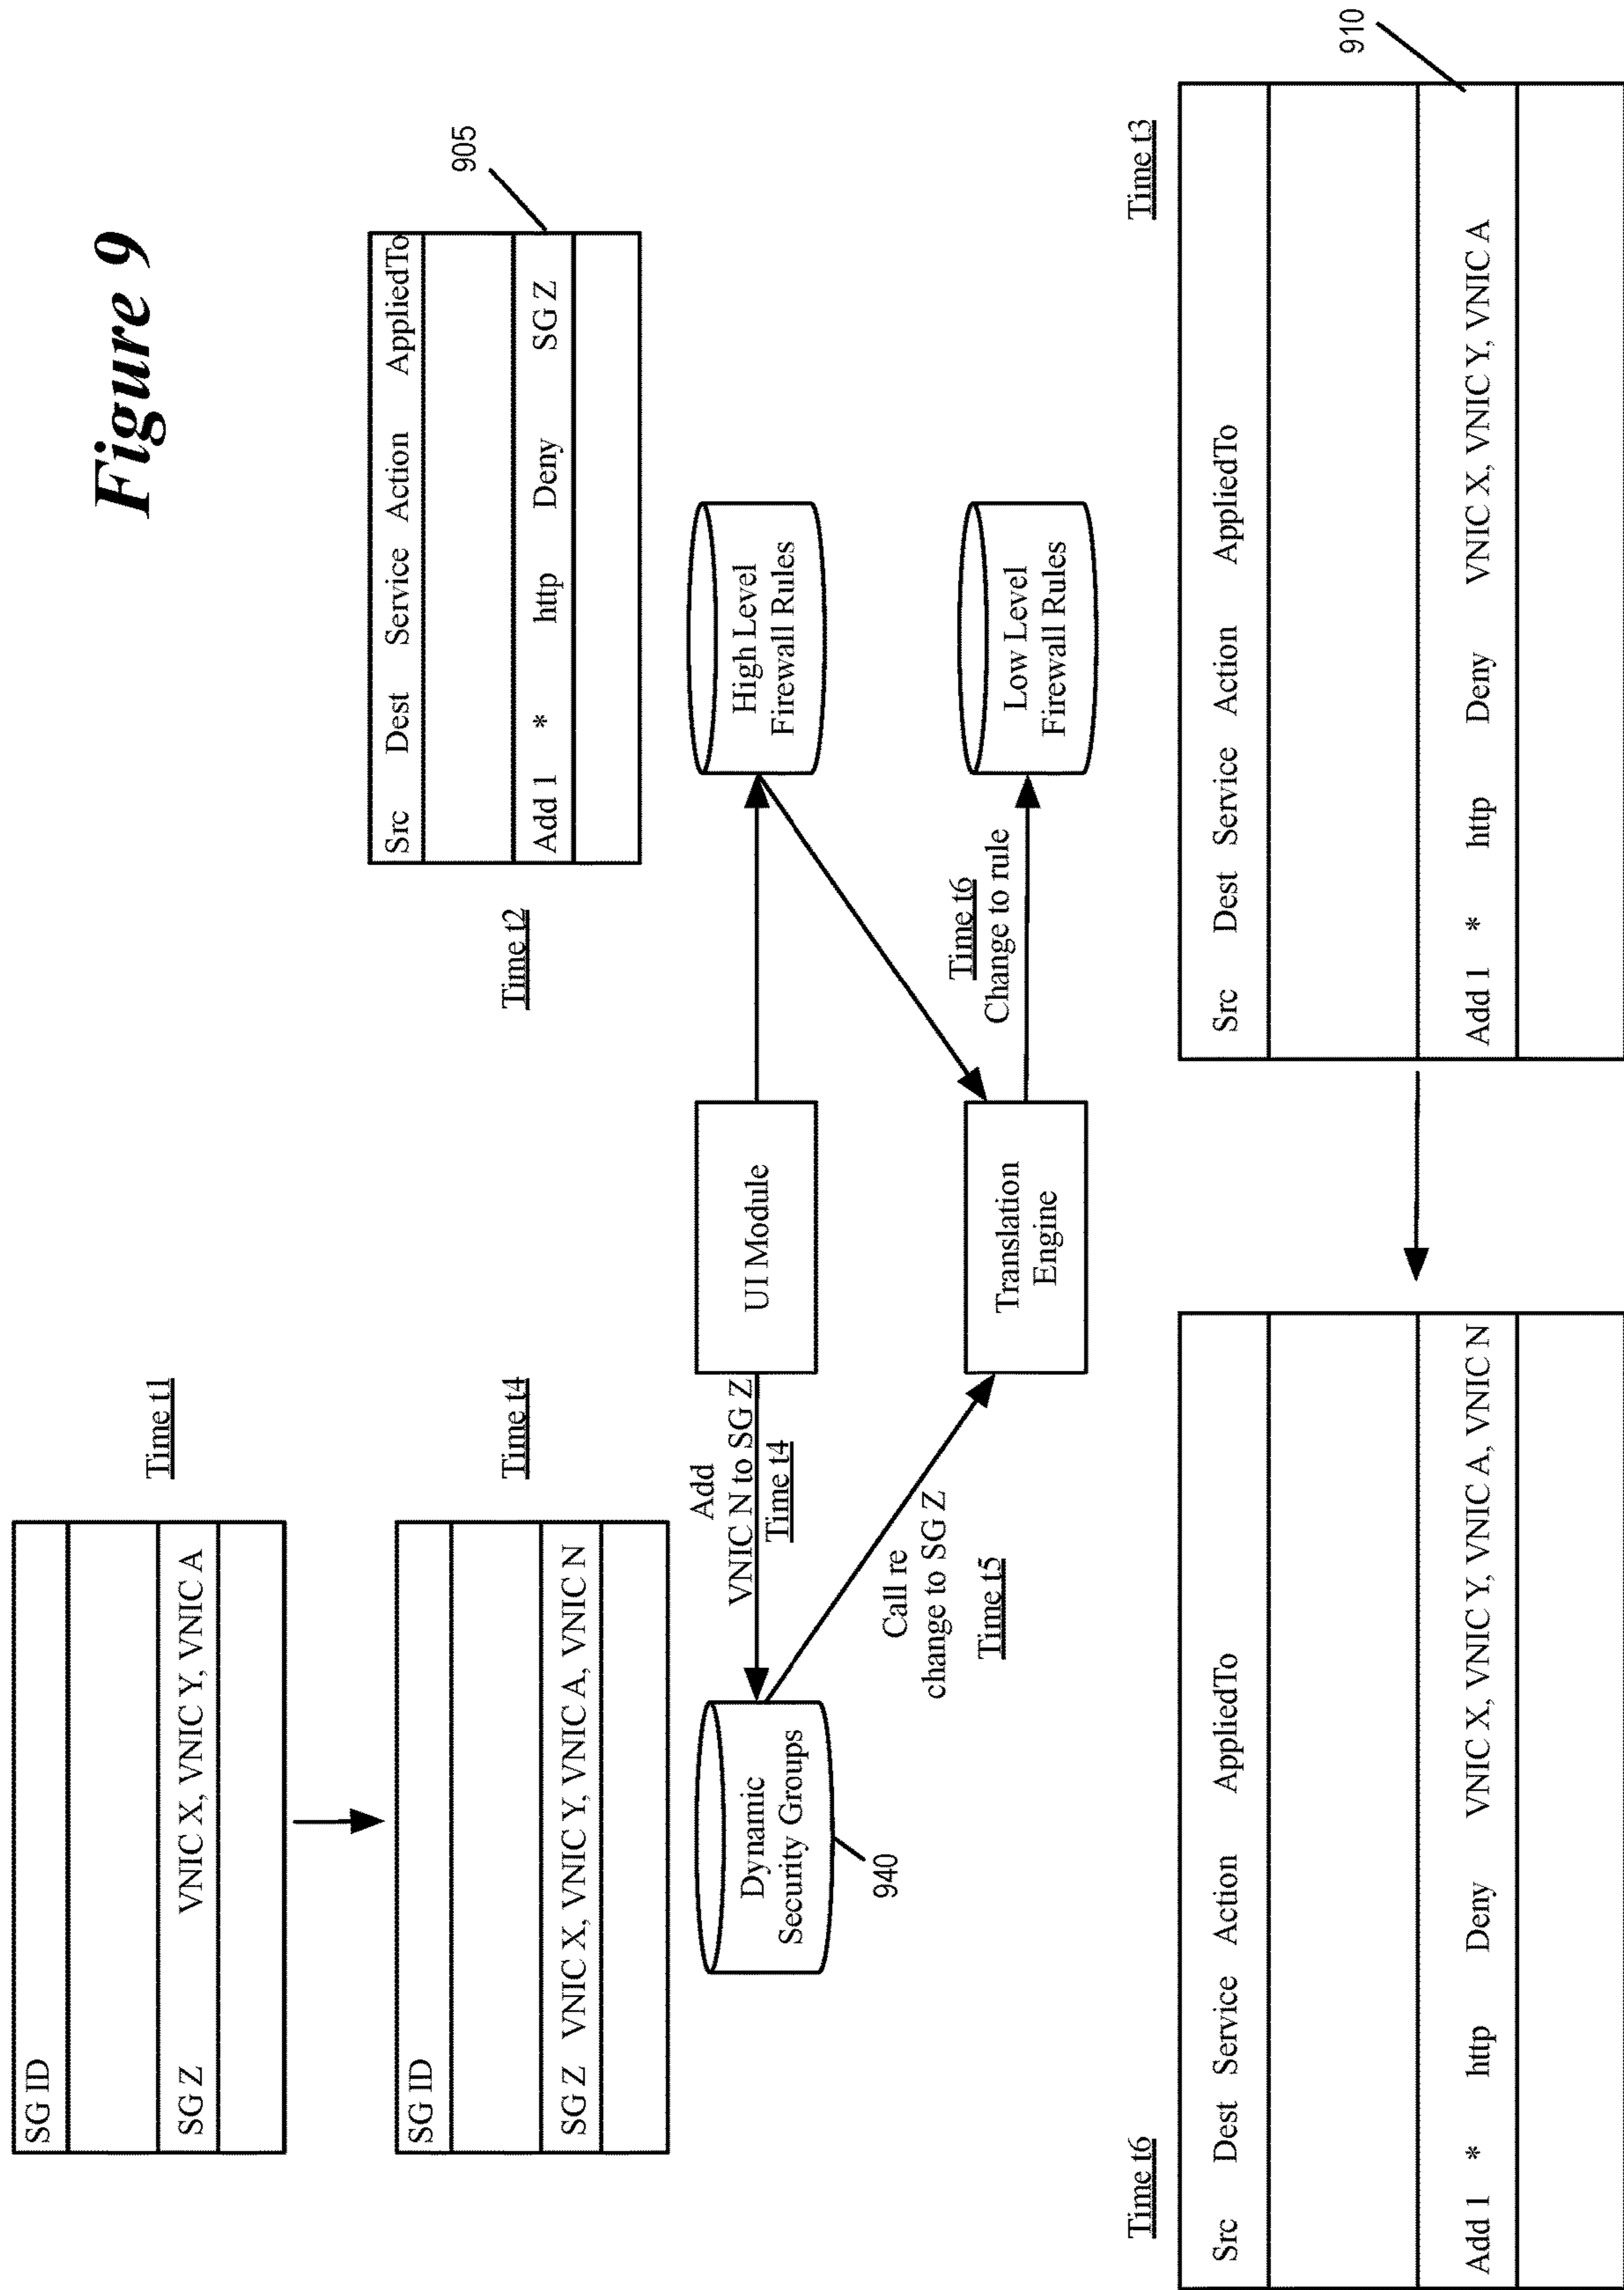 Figure 9
SG ID
SG Z VNIC X, VNIC Y, VNIC A
Time t1
SG ID
SG Z VNIC X, VNIC Y, VNIC A, VNIC N
Time t4
Time t2
Src Dest Service Action AppliedTo
Add 1 * http Deny SG Z
905
Dynamic
Security Groups
940
Add
VNIC N to SG Z
Time t4
UI Module
High Level
Firewall Rules
Call re
change to SG Z
Time t5
Translation
Engine
Time t6
Change to rule
Low Level
Firewall Rules
Time t6
Src Dest Service Action AppliedTo
Add 1 * http Deny VNIC X, VNIC Y, VNIC A, VNIC N
Time t3
Src Dest Service Action AppliedTo
Add 1 * http Deny VNIC X, VNIC Y, VNIC A
910